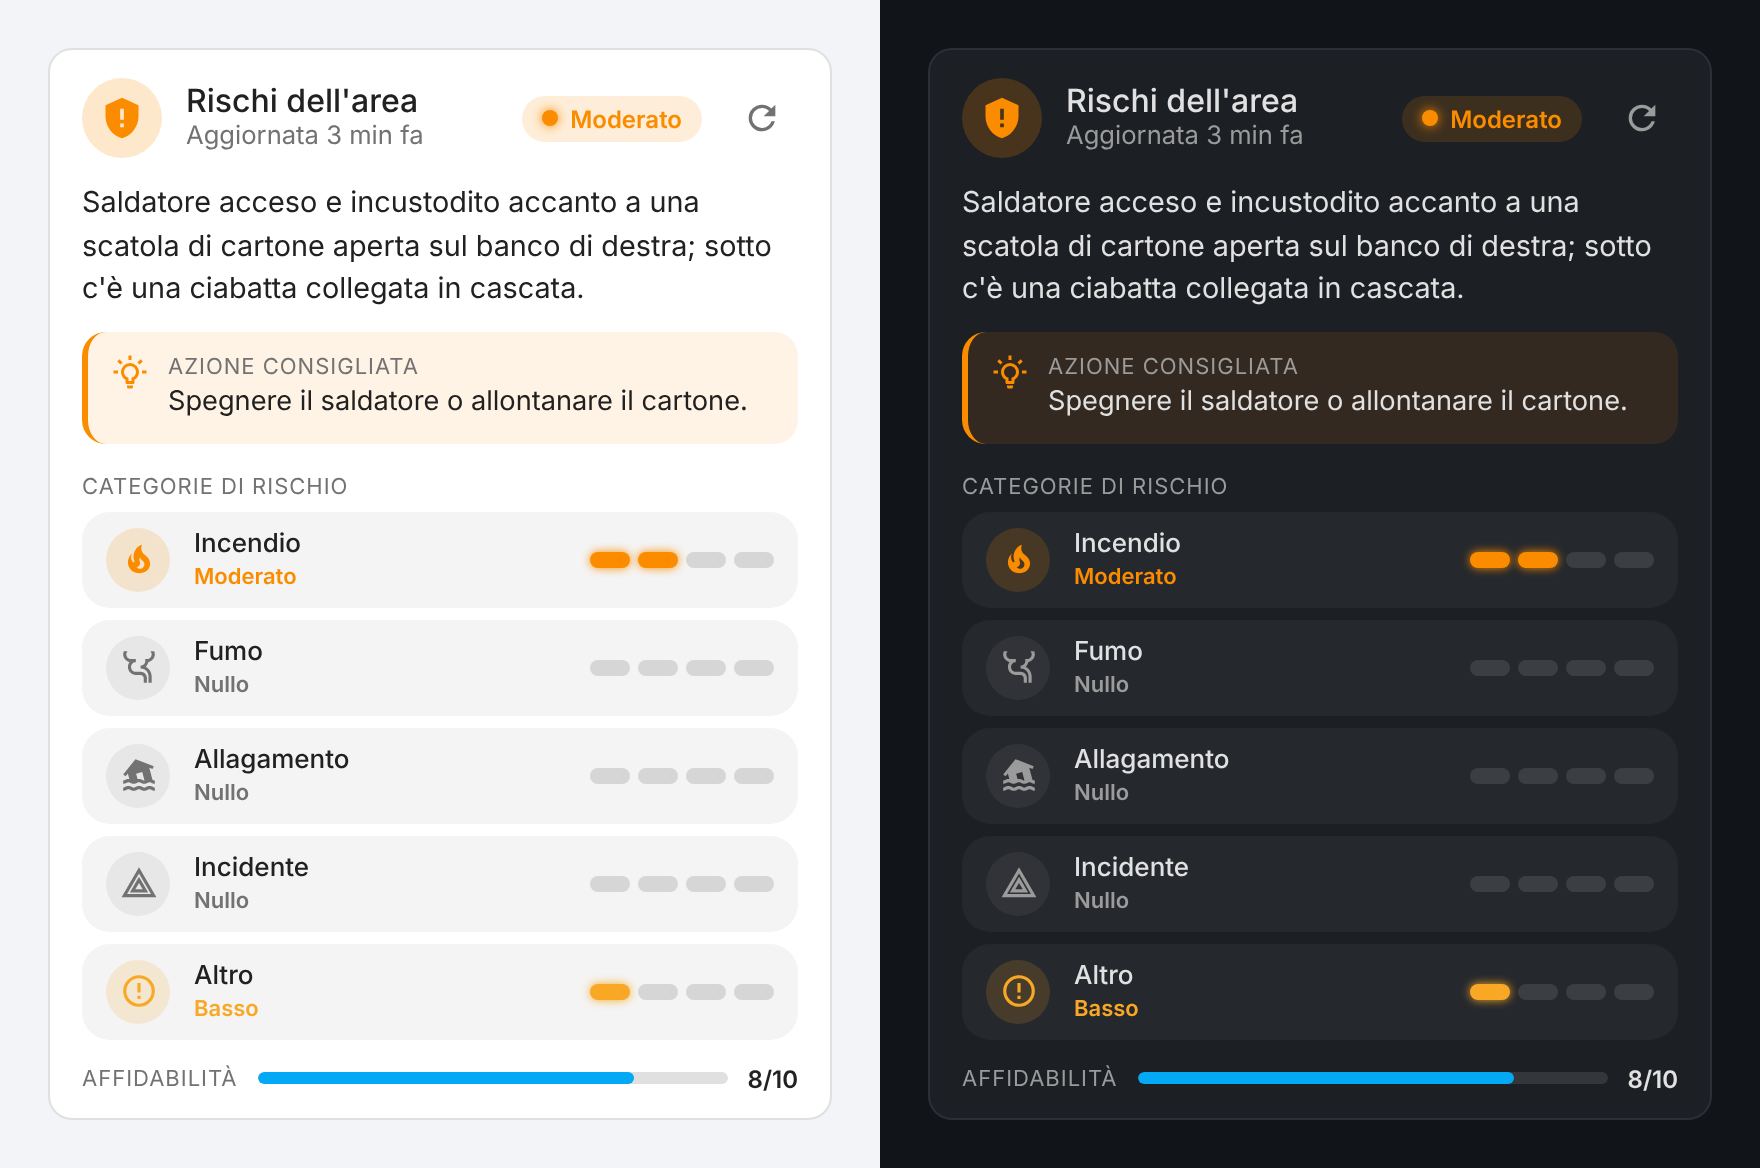 Rischi dell'area
Aggiornata 3 min fa
Moderato
Saldatore acceso e incustodito accanto a una
scatola di cartone aperta sul banco di destra; sotto
c'è una ciabatta collegata in cascata.
AZIONE CONSIGLIATA
Spegnere il saldatore o allontanare il cartone.
CATEGORIE DI RISCHIO
Incendio
Moderato
Fumo
Nullo
Allagamento
Nullo
Incidente
Nullo
Altro
Basso
AFFIDABILITÀ 8/10
Rischi dell'area
Aggiornata 3 min fa
Moderato
Saldatore acceso e incustodito accanto a una
scatola di cartone aperta sul banco di destra; sotto
c'è una ciabatta collegata in cascata.
AZIONE CONSIGLIATA
Spegnere il saldatore o allontanare il cartone.
CATEGORIE DI RISCHIO
Incendio
Moderato
Fumo
Nullo
Allagamento
Nullo
Incidente
Nullo
Altro
Basso
AFFIDABILITÀ 8/10